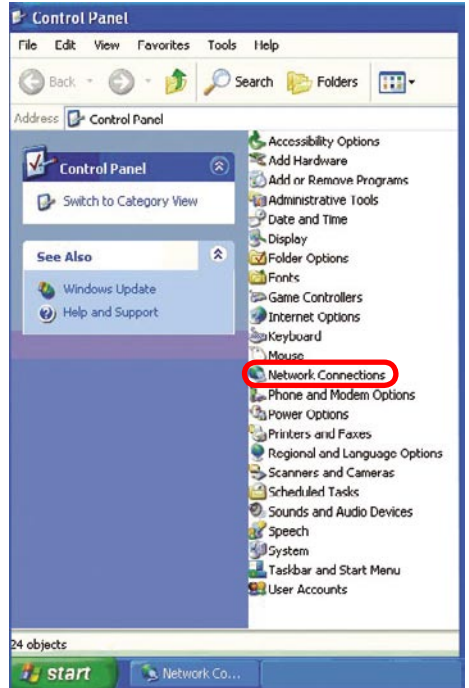 Control Panel
File Edit View Favorites Tools Help
Back Search Folders
Address Control Panel
Control Panel
Switch to Category View
See Also
Windows Update
Help and Support
Accessibility Options
Add Hardware
Add or Remove Programs
Administrative Tools
Date and Time
Display
Folder Options
Fonts
Game Controllers
Internet Options
Keyboard
Mouse
Network Connections
Phone and Modem Options
Power Options
Printers and Faxes
Regional and Language Options
Scanners and Cameras
Scheduled Tasks
Sounds and Audio Devices
Speech
System
Taskbar and Start Menu
User Accounts
24 objects
start Network Co...